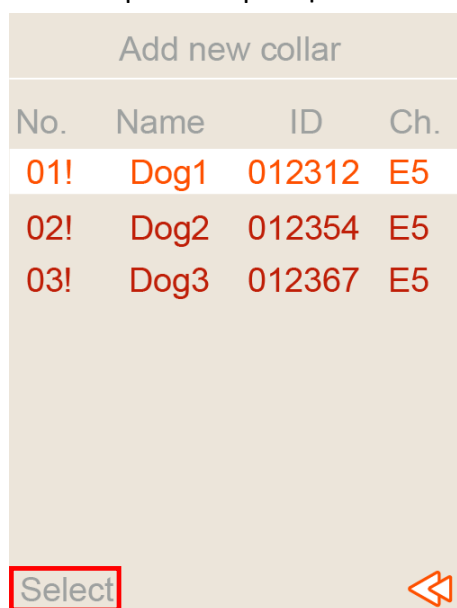 Add new collar
No. Name ID Ch.
01! Dog1 012312 E5
02! Dog2 012354 E5
03! Dog3 012367 E5
Select